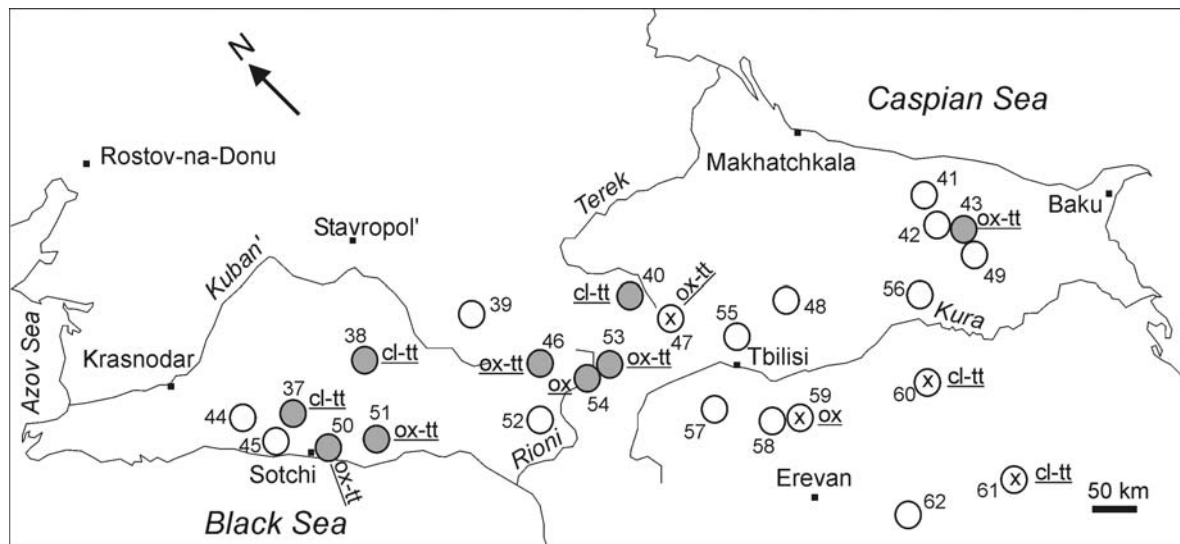 N
Caspian Sea
Rostov-na-Donu
Makhatchkala
Terek
Stavropol'
Kuban'
Baku
41
43
42
ox-tt
49
40
cl-tt
ox-tt
47
48
56
Kura
39
55
Tbilisi
Azov Sea
Krasnodar
38
cl-tt
46
ox-tt
53
ox-tt
ox
54
60
cl-tt
37
cl-tt
44
45
50
51
ox-tt
ox-tt
Sotchi
52
Rioni
57
58
59
ox
Erevan
61
cl-tt
62
50 km
Black Sea
x
x
x
x